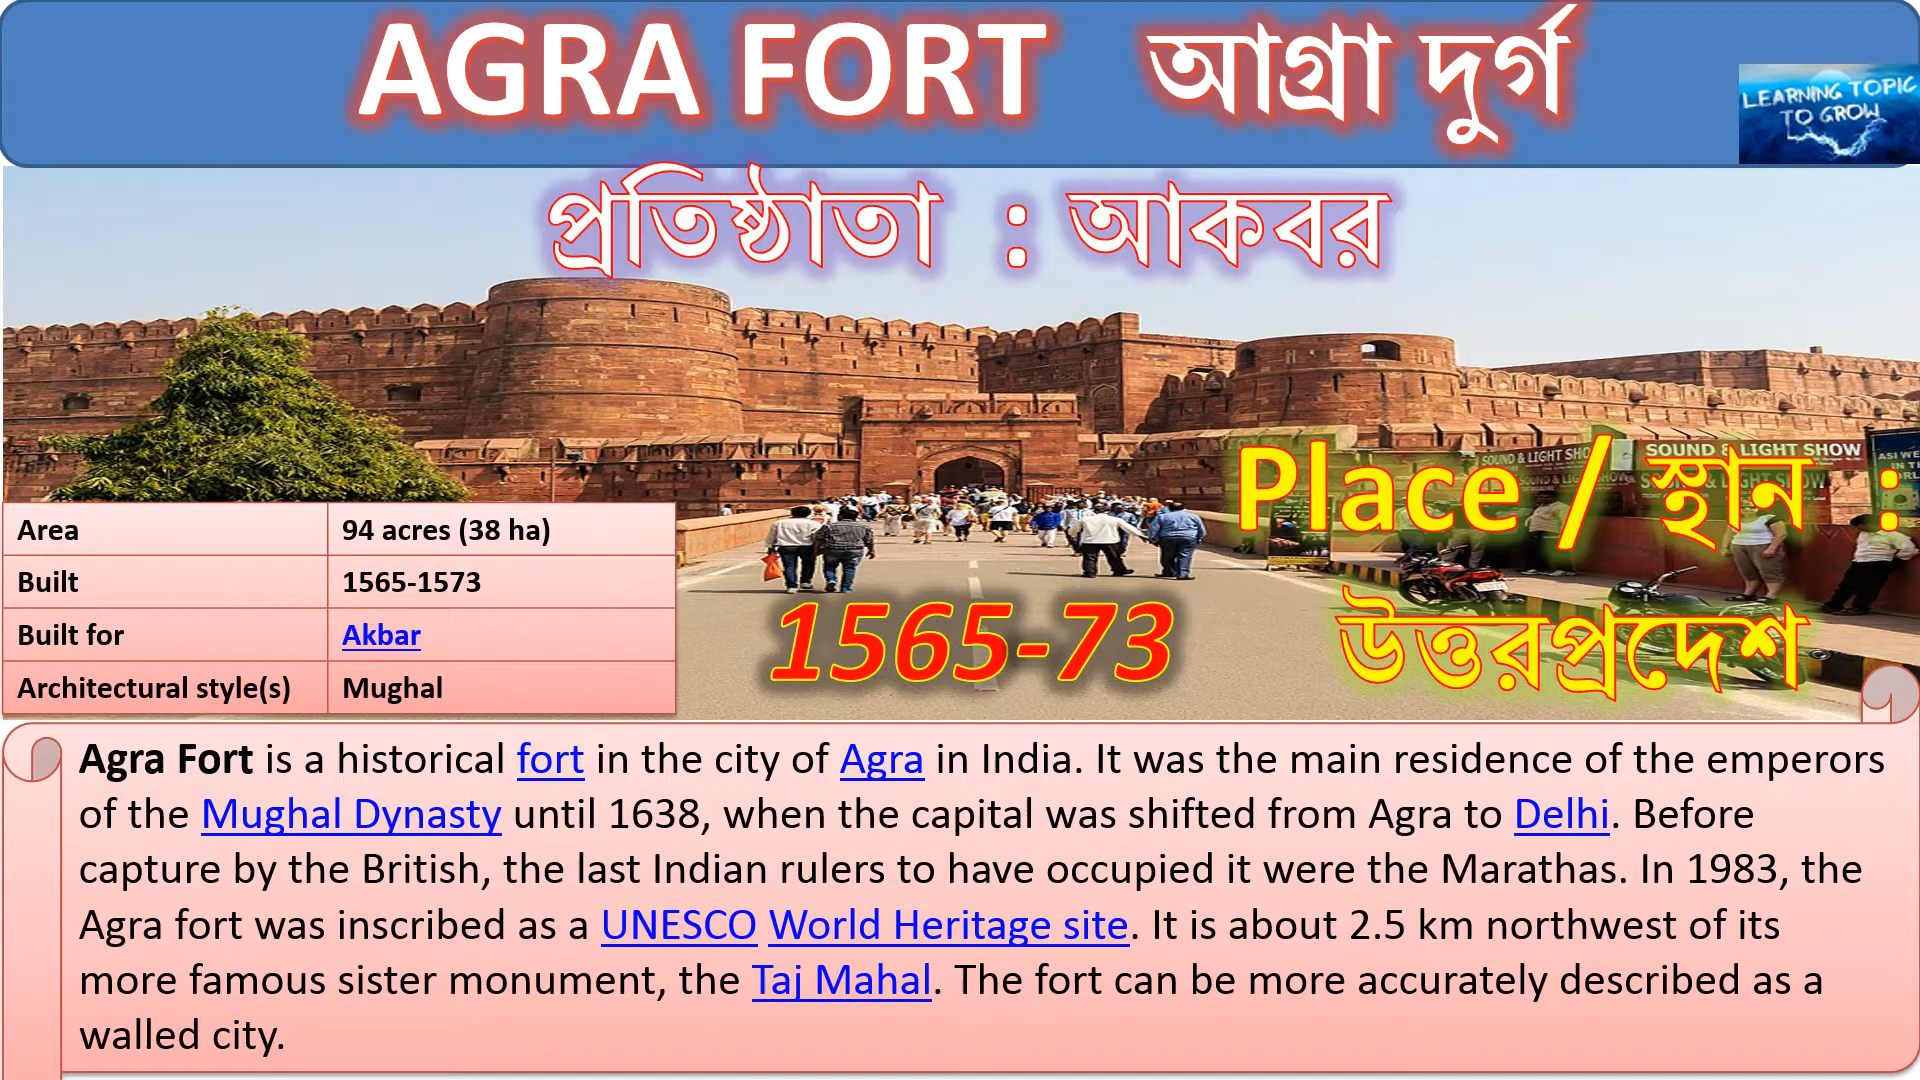 AGRA FORT আগ্রা দুর্গ
LEARNING TOPIC
TO GROW
প্রতিষ্ঠাতা : আকবর
SOUND & LIGHT SHOW
SOUND & LIGHT SHOW
Place / স্থান :
উত্তরপ্রদেশ
Area 94 acres (38 ha)
Built 1565-1573
Built for Akbar
Architectural style(s) Mughal
1565-73
Agra Fort is a historical fort in the city of Agra in India. It was the main residence of the emperors
of the Mughal Dynasty until 1638, when the capital was shifted from Agra to Delhi. Before
capture by the British, the last Indian rulers to have occupied it were the Marathas. In 1983, the
Agra fort was inscribed as a UNESCO World Heritage site. It is about 2.5 km northwest of its
more famous sister monument, the Taj Mahal. The fort can be more accurately described as a
walled city.